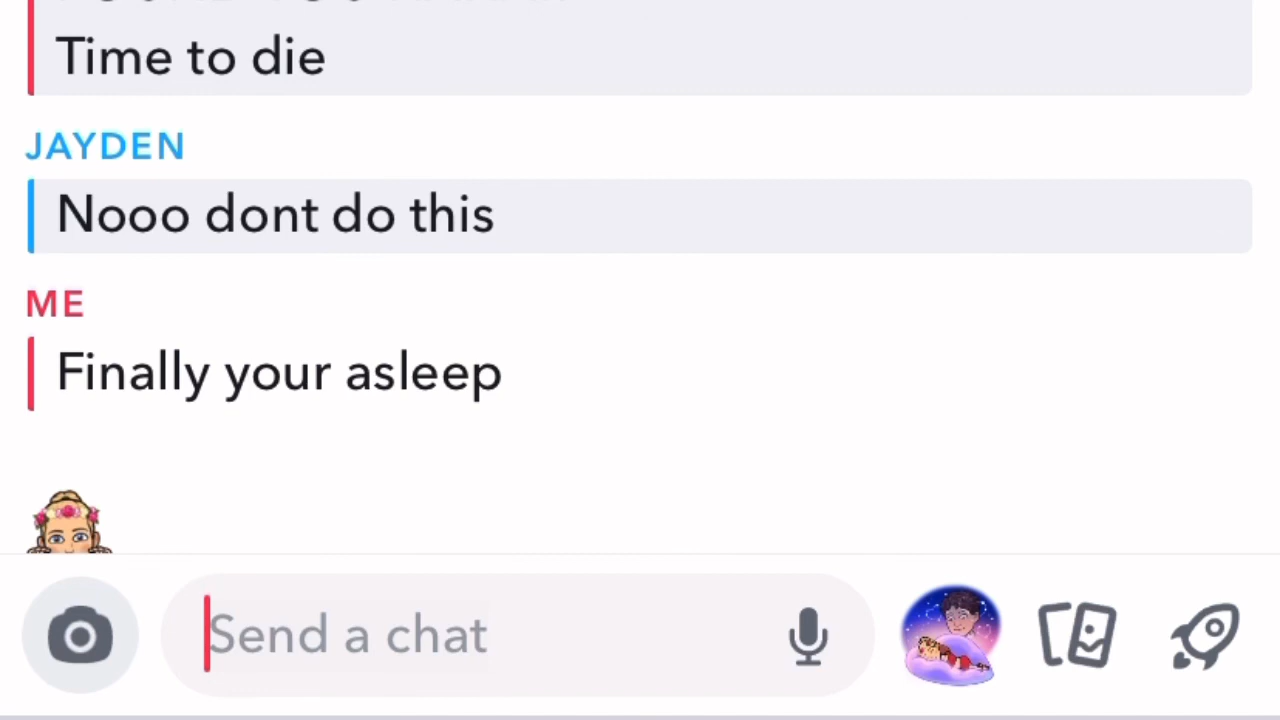 Time to die
JAYDEN
Nooo dont do this
ME
Finally your asleep
Send a chat